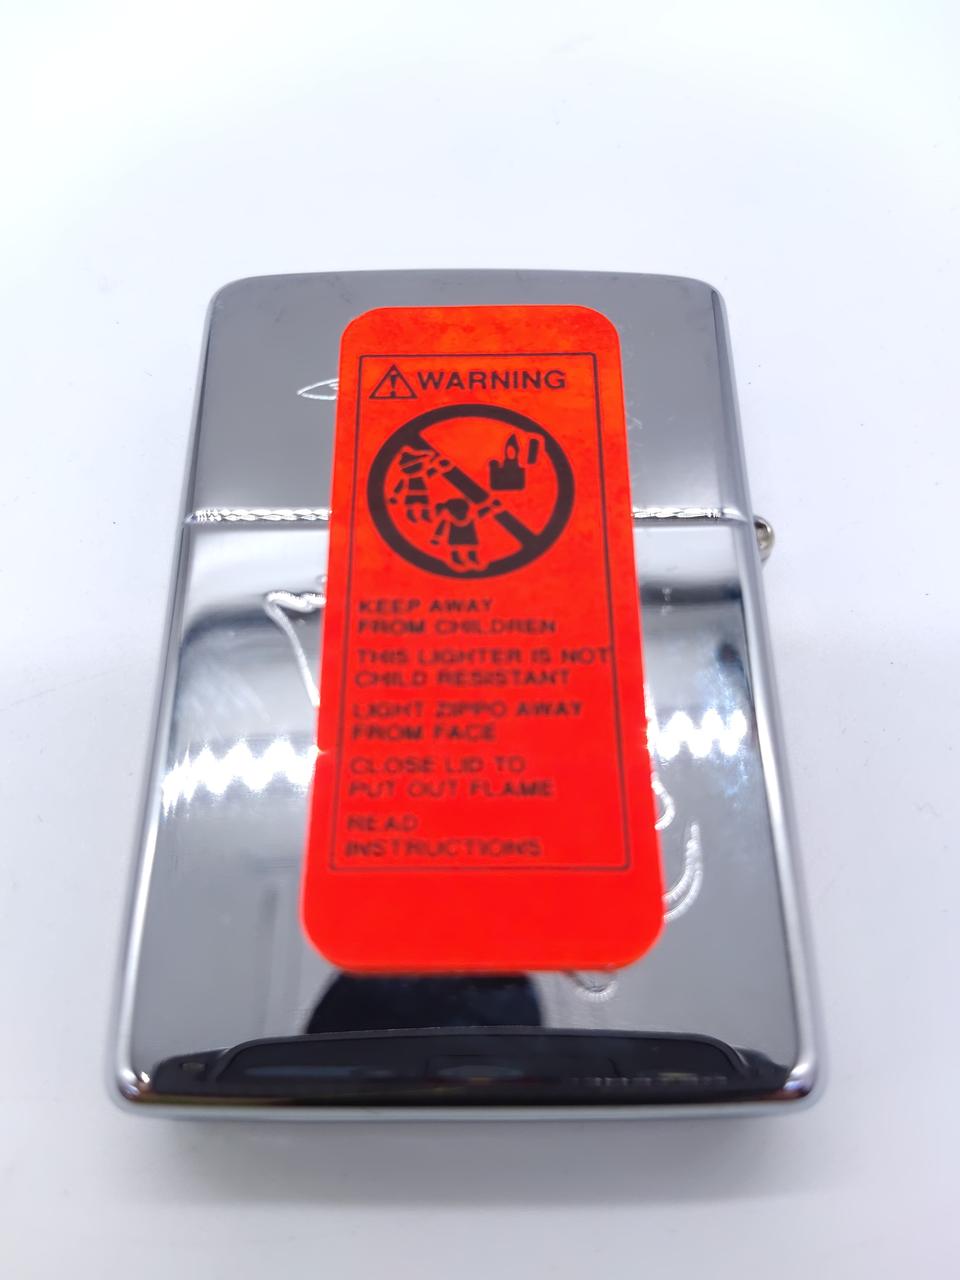 WARNING
KEEP AWAY
FROM CHILDREN
THIS LIGHTER IS NOT
CHILD RESISTANT
LIGHT ZIPPO AWAY
FROM FACE
CLOSE LID TO
PUT OUT FLAME
READ
INSTRUCTIONS